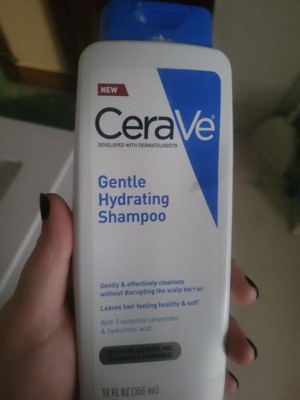 NEW
CeraVe
DEVELOPED WITH DERMATOLOGISTS
Gentle
Hydrating
Shampoo
Gently & effectively cleanses
without disrupting the scalp barrier
Leaves hair feeling healthy & soft*
With 3 essential ceramides
& hyaluronic acid
12 FL OZ (355 ml)